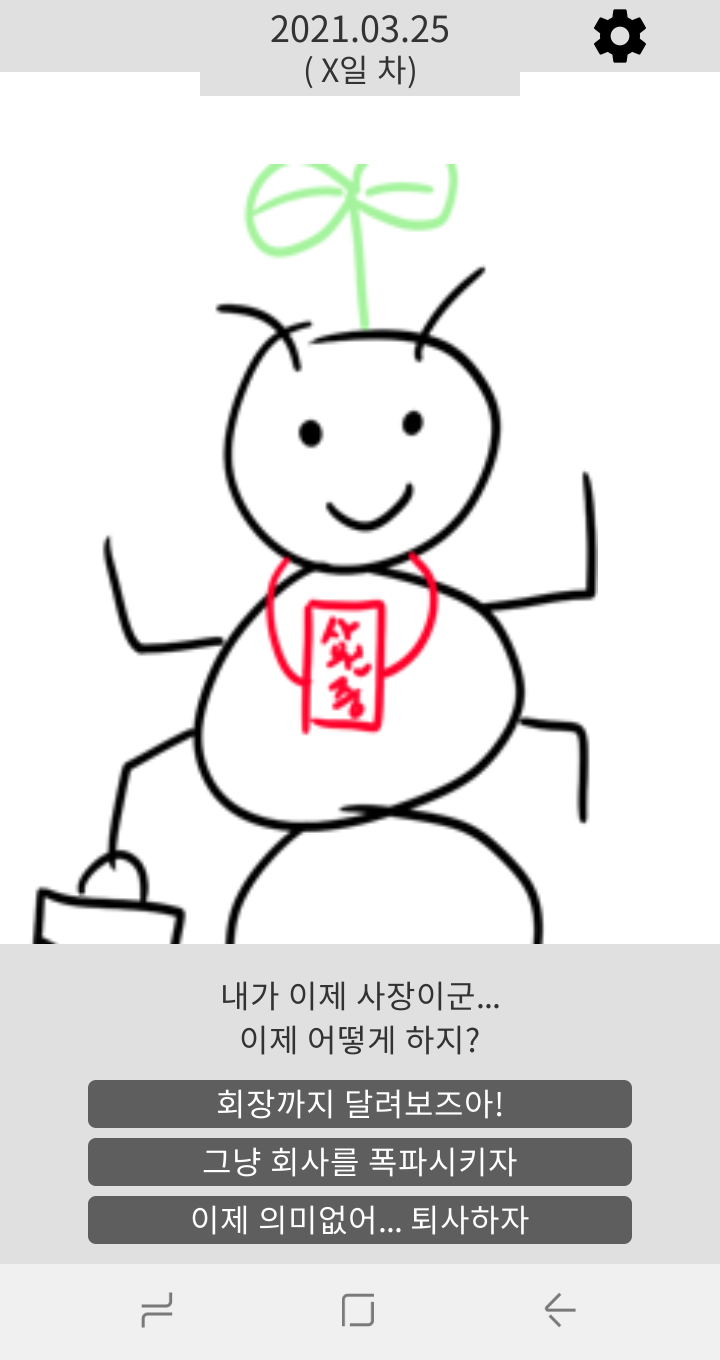 2021.03.25
( X일 차)
사
원
증
내가 이제 사장이군...
이제 어떻게 하지?
회장까지 달려보즈아!
그냥 회사를 폭파시키자
이제 의미없어... 퇴사하자